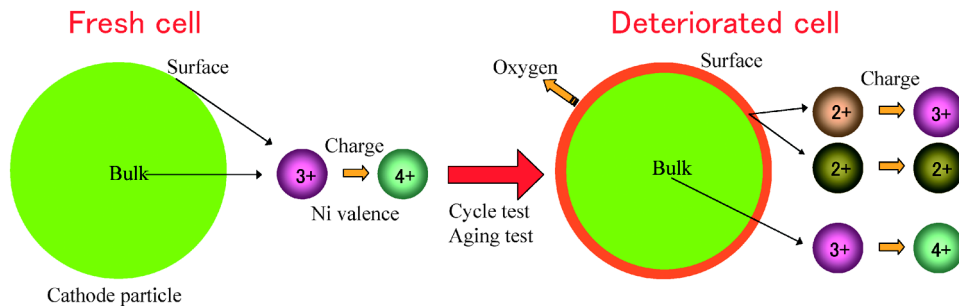 Fresh cell
Surface
Bulk
Charge
3+
4+
Ni valence
Cathode particle
Cycle test
Aging test
Deteriorated cell
Oxygen
Surface
Bulk
Charge
2+
3+
2+
2+
3+
4+